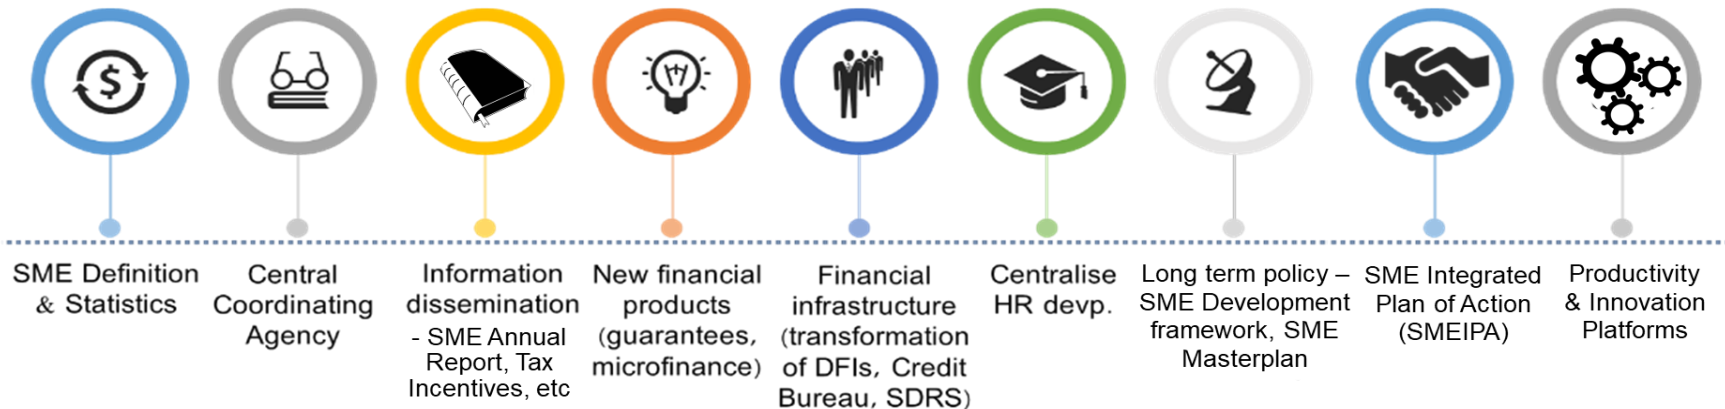 $
SME Definition
& Statistics
Central
Coordinating
Agency
Information
dissemination
- SME Annual
Report, Tax
Incentives, etc
New financial
products
(guarantees,
microfinance)
Financial
infrastructure
(transformation
of DFIs, Credit
Bureau, SDRS)
Centralise
HR devp.
Long term policy –
SME Development
framework, SME
Masterplan
SME Integrated
Plan of Action
(SMEIPA)
Productivity
& Innovation
Platforms